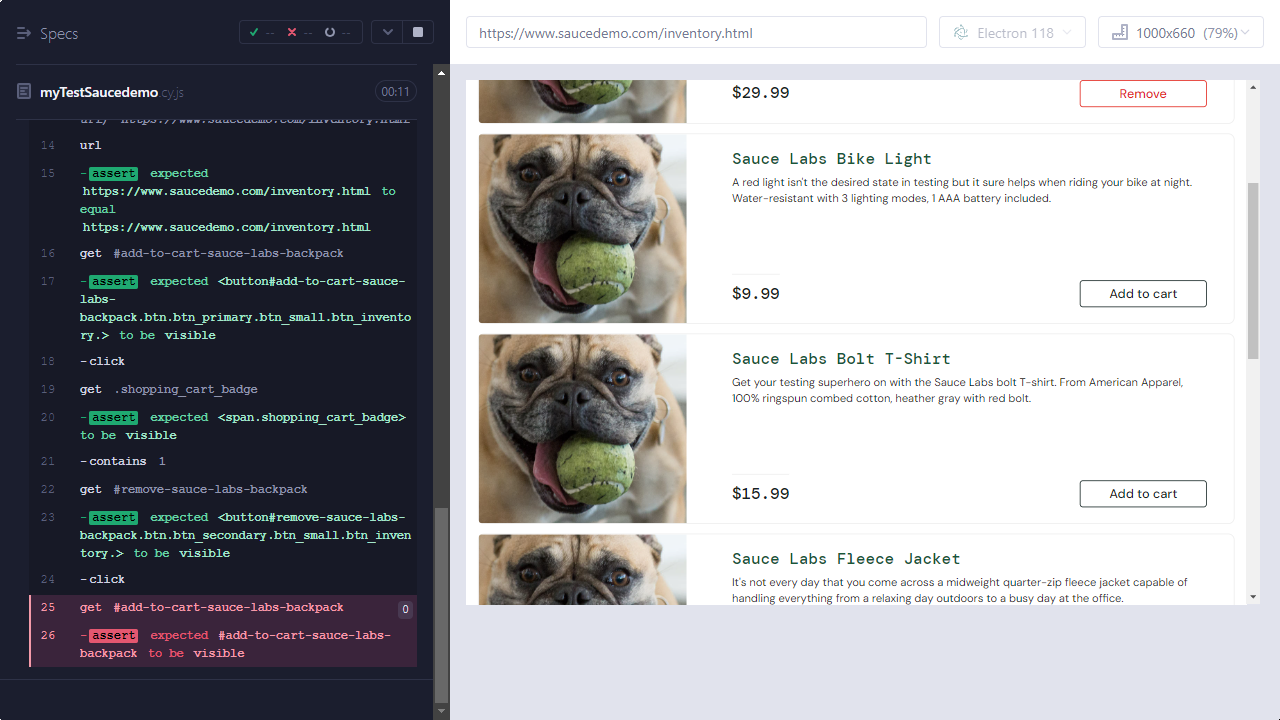 Specs
--
--
--
myTestSaucedemo.cy.js
00:11
url) https://www.saucedemo.com/inventory.html
14 url
15 -assert expected
https://www.saucedemo.com/inventory.html to
equal
https://www.saucedemo.com/inventory.html
16 get #add-to-cart-sauce-labs-backpack
17 -assert expected <button#add-to-cart-sauce-
labs-
backpack.btn.btn_primary.btn_small.btn_invento
ry.> to be visible
18 -click
19 get .shopping_cart_badge
20 -assert expected <span.shopping_cart_badge>
to be visible
21 -contains 1
22 get #remove-sauce-labs-backpack
23 -assert expected <button#remove-sauce-labs-
backpack.btn.btn_secondary.btn_small.btn_inven
tory.> to be visible
24 -click
25 get #add-to-cart-sauce-labs-backpack 0
26 -assert expected #add-to-cart-sauce-labs-
backpack to be visible
https://www.saucedemo.com/inventory.html
Electron 118
1000x660 (79%)
$29.99
Remove
Sauce Labs Bike Light
A red light isn't the desired state in testing but it sure helps when riding your bike at night.
Water-resistant with 3 lighting modes, 1 AAA battery included.
$9.99
Add to cart
Sauce Labs Bolt T-Shirt
Get your testing superhero on with the Sauce Labs bolt T-shirt. From American Apparel,
100% ringspun combed cotton, heather gray with red bolt.
$15.99
Add to cart
Sauce Labs Fleece Jacket
It's not every day that you come across a midweight quarter-zip fleece jacket capable of
handling everything from a relaxing day outdoors to a busy day at the office.